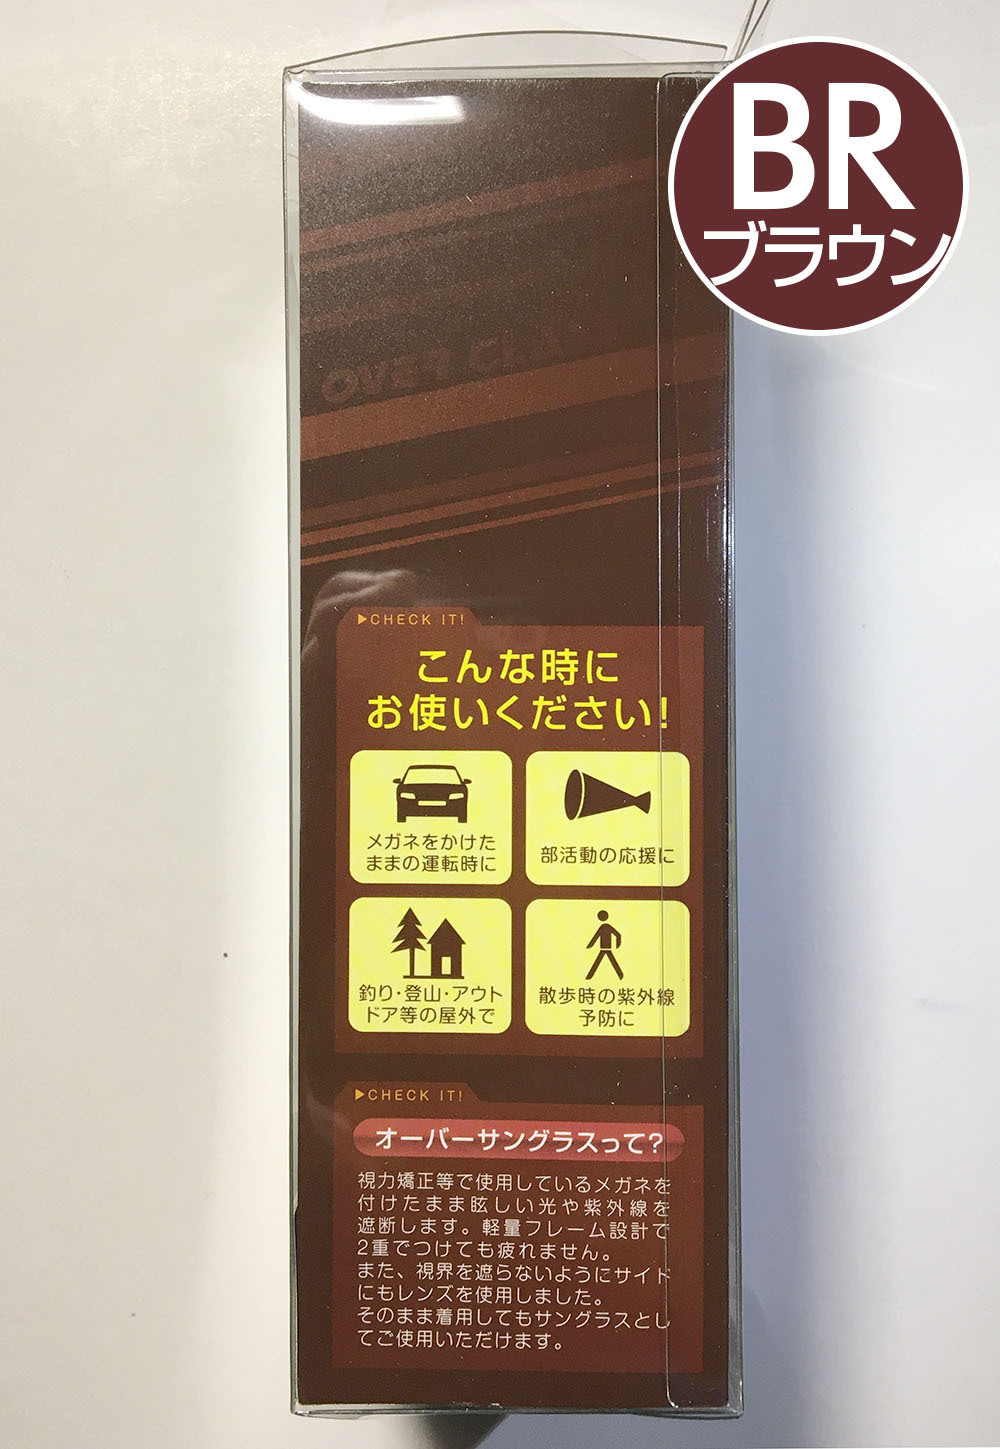 BR
ブラウン
▶CHECK IT!
こんな時に
お使いください!
メガネをかけた
ままの運転時に
部活動の応援に
釣り・登山・アウト
ドア等の屋外で
散歩時の紫外線
予防に
▶CHECK IT!
オーバーサングラスって?
視力矯正等で使用しているメガネを
付けたまま眩しい光や紫外線を
遮断します。軽量フレーム設計で
2重でつけても疲れません。
また、視界を遮らないようにサイド
にもレンズを使用しました。
そのまま着用してもサングラスとし
てご使用いただけます。